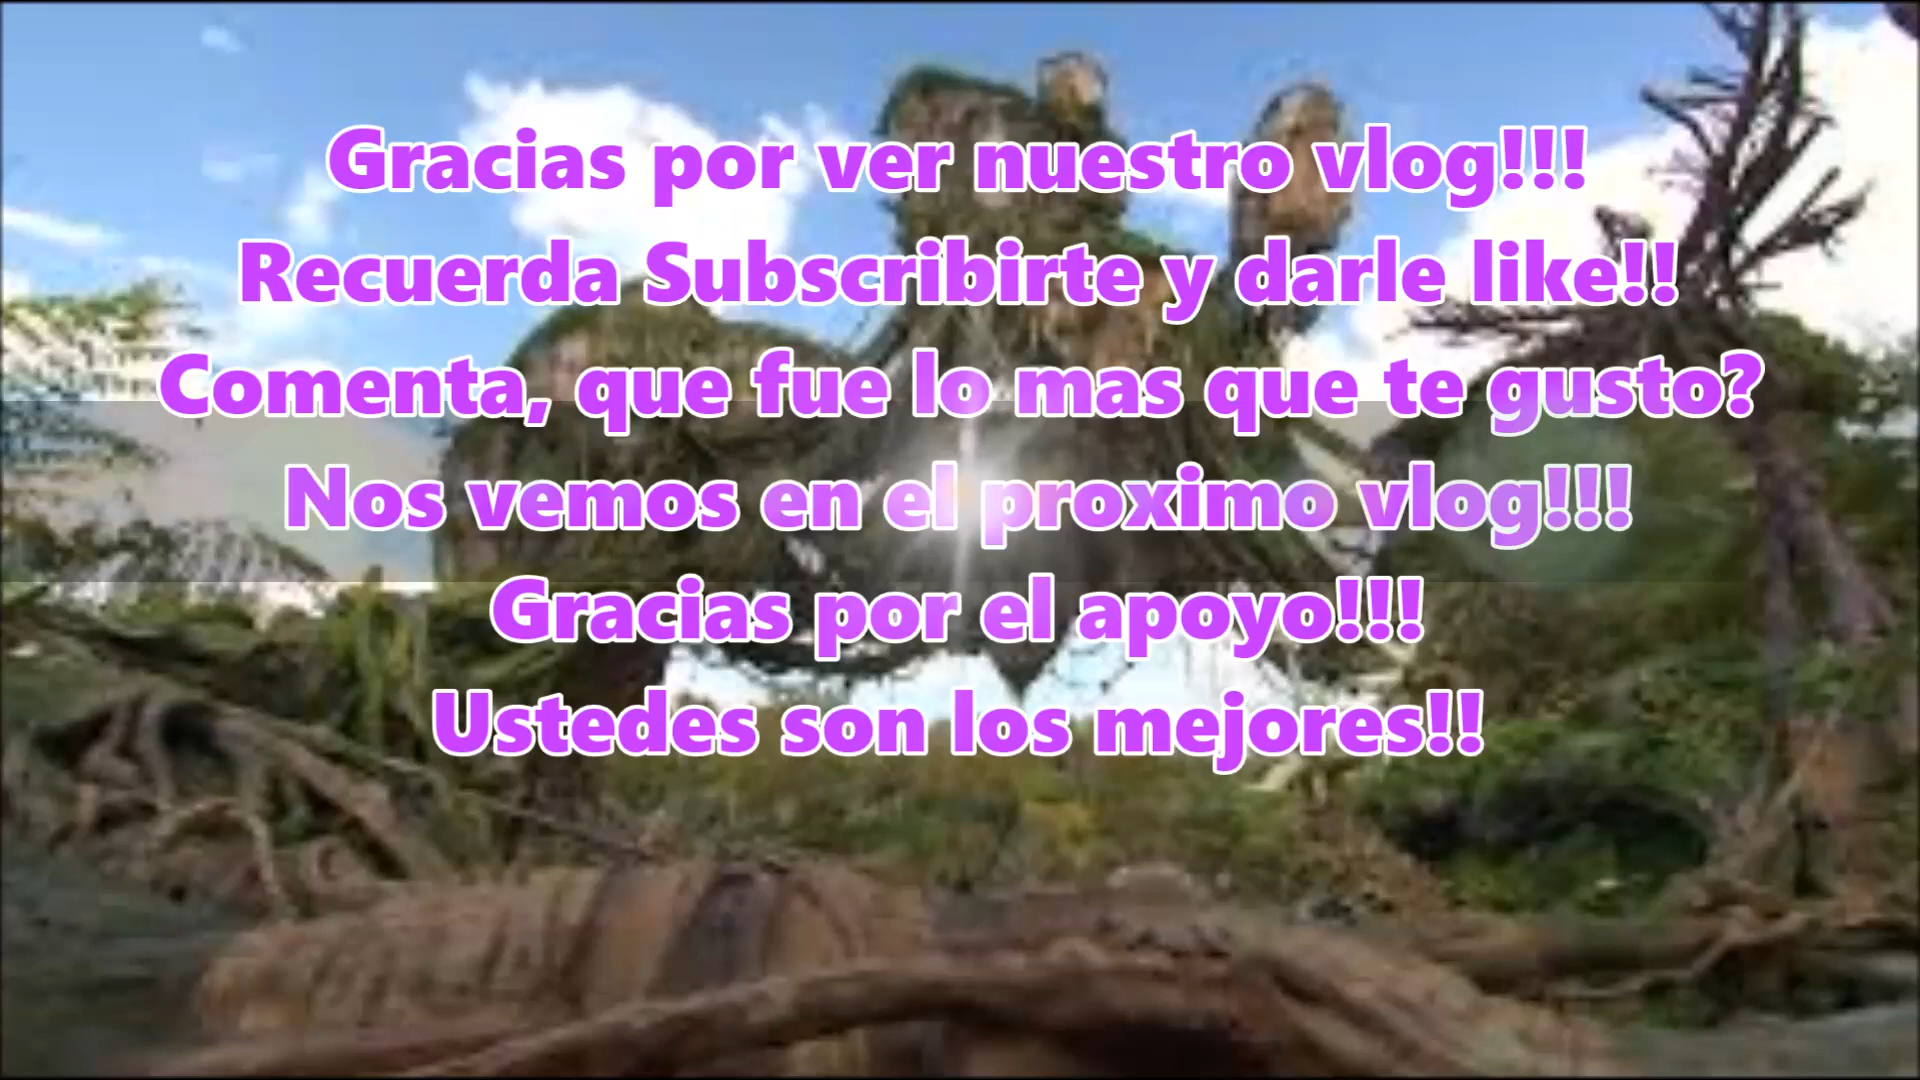 Gracias por ver nuestro vlog!!!
Recuerda Subscribirte y darle like!!
Comenta, que fue lo mas que te gusto?
Nos vemos en el proximo vlog!!!
Gracias por el apoyo!!!
Ustedes son los mejores!!